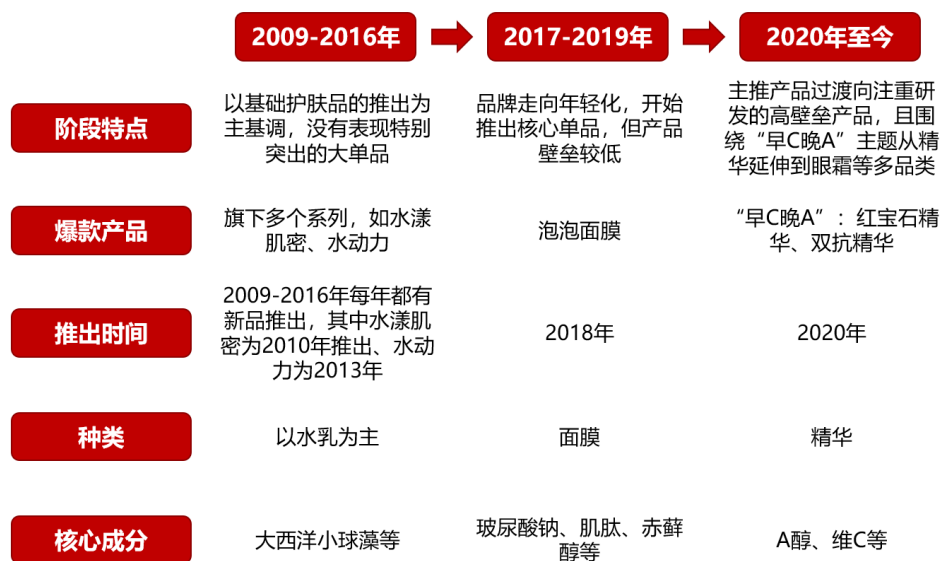 2009-2016年
2017-2019年
2020年至今
阶段特点
以基础护肤品的推出为
主基调，没有表现特别
突出的大单品
品牌走向年轻化，开始
推出核心单品，但产品
壁垒较低
主推产品过渡向注重研
发的高壁垒产品，且围
绕“早C晚A”主题从精
华延伸到眼霜等多品类
爆款产品
旗下多个系列，如水漾
肌密、水动力
泡泡面膜
“早C晚A”：红宝石精
华、双抗精华
推出时间
2009-2016年每年都有
新品推出，其中水漾肌
密为2010年推出、水动
力为2013年
2018年
2020年
种类
以水乳为主
面膜
精华
核心成分
大西洋小球藻等
玻尿酸钠、肌肽、赤藓
醇等
A醇、维C等